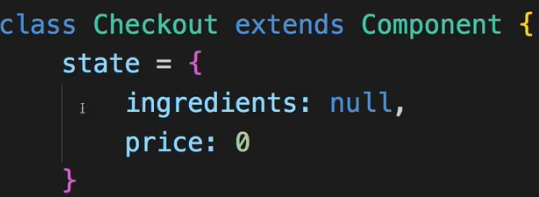 class Checkout extends Component {
state = {
ingredients: null,
price: 0
}